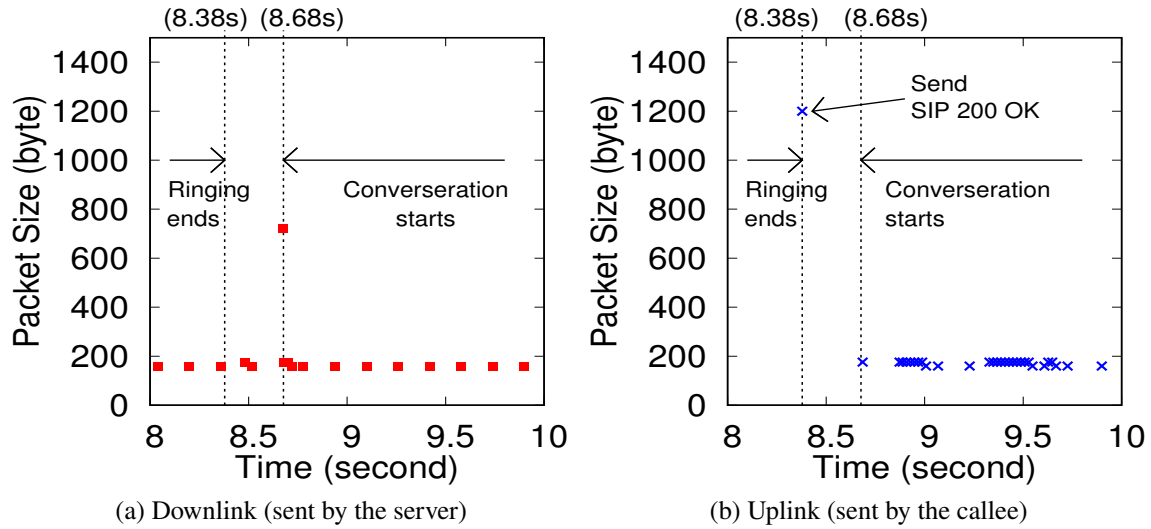 (8.38s) (8.68s)
1400
1200
1000
800
600
400
200
0
Packet Size (byte)
Ringing
ends
Converseration
starts
8 8.5 9 9.5 10
Time (second)
(a) Downlink (sent by the server)
(8.38s) (8.68s)
1400
1200
1000
800
600
400
200
0
Packet Size (byte)
Send
SIP 200 OK
Ringing
ends
Converseration
starts
8 8.5 9 9.5 10
Time (second)
(b) Uplink (sent by the callee)